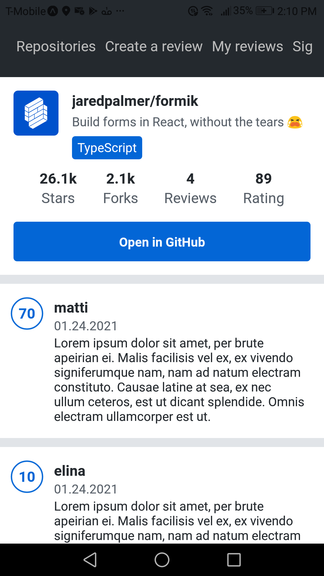 T-Mobile 35% 2:10 PM
Repositories Create a review My reviews Sig
jaredpalmer/formik
Build forms in React, without the tears 😫
TypeScript
26.1k 2.1k 4 89
Stars Forks Reviews Rating
Open in GitHub
70 matti
01.24.2021
Lorem ipsum dolor sit amet, per brute
apeirian ei. Malis facilisis vel ex, ex vivendo
signiferumque nam, nam ad natum electram
constituto. Causae latine at sea, ex nec
ullum ceteros, est ut dicant splendide. Omnis
electram ullamcorper est ut.
10 elina
01.24.2021
Lorem ipsum dolor sit amet, per brute
apeirian ei. Malis facilisis vel ex, ex vivendo
signiferumque nam, nam ad natum electram